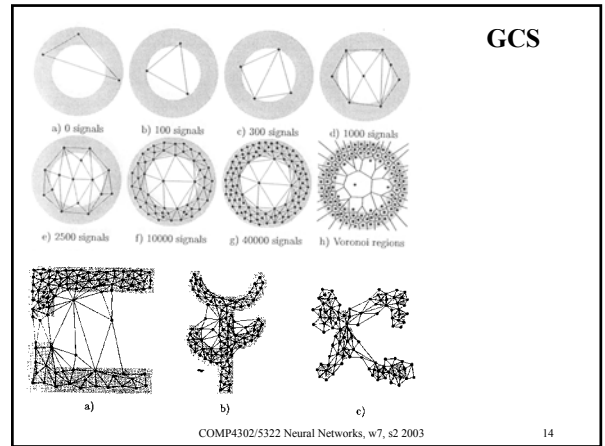 GCS
a) 0 signals b) 100 signals c) 300 signals d) 1000 signals
e) 2500 signals f) 10000 signals g) 40000 signals h) Voronoi regions
a) b) c)
COMP4302/5322 Neural Networks, w7, s2 2003 14